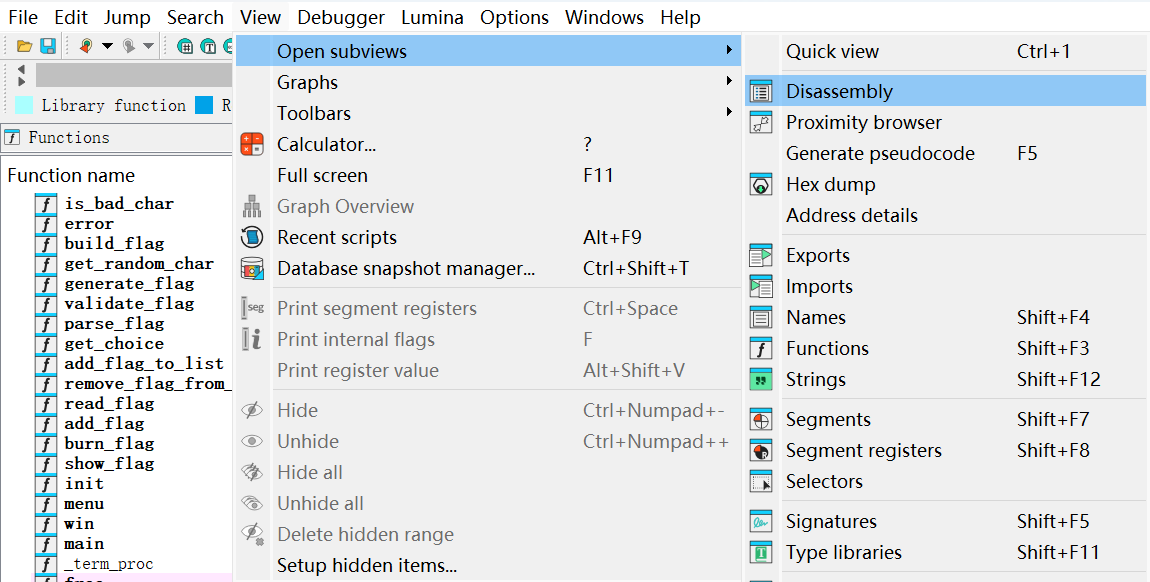 File Edit Jump Search View Debugger Lumina Options Windows Help
Library function
Functions
Function name
is_bad_char
error
build_flag
get_random_char
generate_flag
validate_flag
parse_flag
get_choice
add_flag_to_list
remove_flag_from_
read_flag
add_flag
burn_flag
show_flag
init
menu
win
main
_term_proc
Open subviews
Graphs
Toolbars
Calculator... ?
Full screen F11
Graph Overview
Recent scripts Alt+F9
Database snapshot manager... Ctrl+Shift+T
Print segment registers Ctrl+Space
Print internal flags F
Print register value Alt+Shift+V
Hide Ctrl+Numpad+-
Unhide Ctrl+Numpad++
Hide all
Unhide all
Delete hidden range
Setup hidden items...
Quick view Ctrl+1
Disassembly
Proximity browser
Generate pseudocode F5
Hex dump
Address details
Exports
Imports
Names Shift+F4
Functions Shift+F3
Strings Shift+F12
Segments Shift+F7
Segment registers Shift+F8
Selectors
Signatures Shift+F5
Type libraries Shift+F11